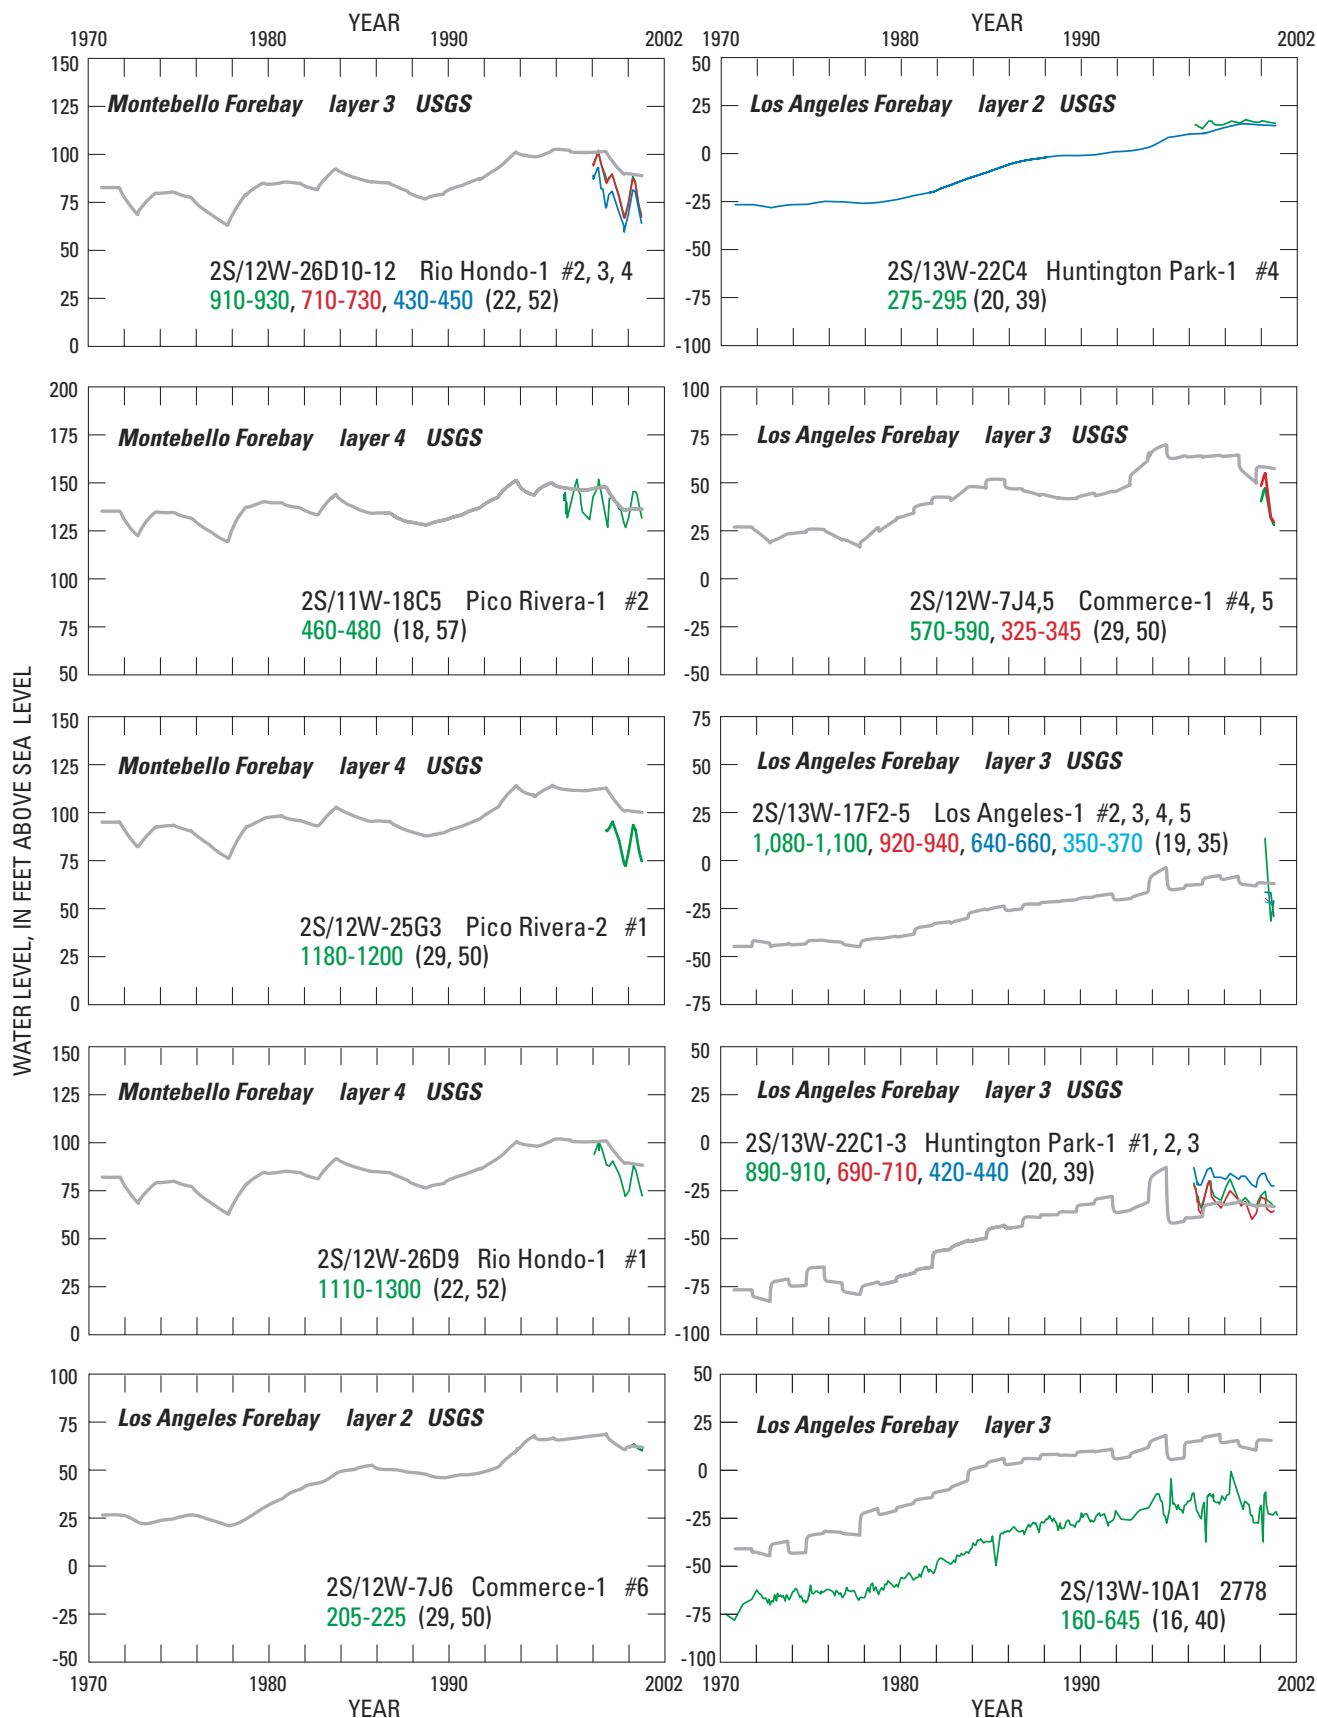 YEAR
1970 1980 1990 2002
150
125
100
75
50
25
0
Montebello Forebay layer 3 USGS
2S/12W-26D10-12 Rio Hondo-1 #2, 3, 4
910-930, 710-730, 430-450 (22, 52)
YEAR
1970 1980 1990 2002
50
25
0
-25
-50
-75
-100
Los Angeles Forebay layer 2 USGS
2S/13W-22C4 Huntington Park-1 #4
275-295 (20, 39)
200
175
150
125
100
75
50
Montebello Forebay layer 4 USGS
2S/11W-18C5 Pico Rivera-1 #2
460-480 (18, 57)
100
75
50
25
0
-25
-50
Los Angeles Forebay layer 3 USGS
2S/12W-7J4,5 Commerce-1 #4, 5
570-590, 325-345 (29, 50)
WATER LEVEL, IN FEET ABOVE SEA LEVEL
150
125
100
75
50
25
0
Montebello Forebay layer 4 USGS
2S/12W-25G3 Pico Rivera-2 #1
1180-1200 (29, 50)
75
50
25
0
-25
-50
-75
Los Angeles Forebay layer 3 USGS
2S/13W-17F2-5 Los Angeles-1 #2, 3, 4, 5
1,080-1,100, 920-940, 640-660, 350-370 (19, 35)
150
125
100
75
50
25
0
Montebello Forebay layer 4 USGS
2S/12W-26D9 Rio Hondo-1 #1
1110-1300 (22, 52)
50
25
0
-25
-50
-75
-100
Los Angeles Forebay layer 3 USGS
2S/13W-22C1-3 Huntington Park-1 #1, 2, 3
890-910, 690-710, 420-440 (20, 39)
100
75
50
25
0
-25
-50
Los Angeles Forebay layer 2 USGS
2S/12W-7J6 Commerce-1 #6
205-225 (29, 50)
1970 1980 1990 2002
YEAR
50
25
0
-25
-50
-75
-100
Los Angeles Forebay layer 3
2S/13W-10A1 2778
160-645 (16, 40)
1970 1980 1990 2002
YEAR